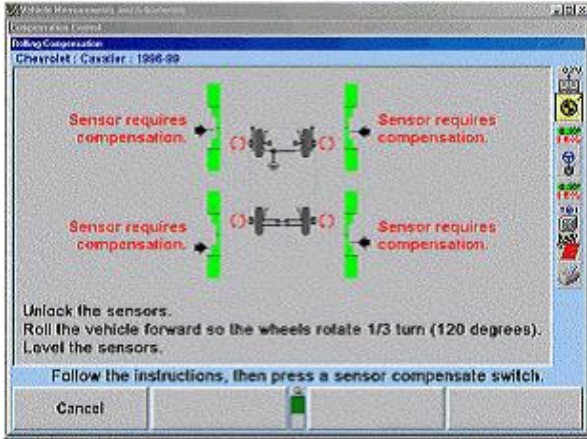 Vehicle Measurements and Adjustments
Compensation Control
Rolling Compensation
Chevrolet : Cavalier : 1996-99
Sensor requires
compensation.
Sensor requires
compensation.
Sensor requires
compensation.
Sensor requires
compensation.
Unlock the sensors.
Roll the vehicle forward so the wheels rotate 1/3 turn (120 degrees).
Level the sensors.
Follow the instructions, then press a sensor compensate switch.
Cancel